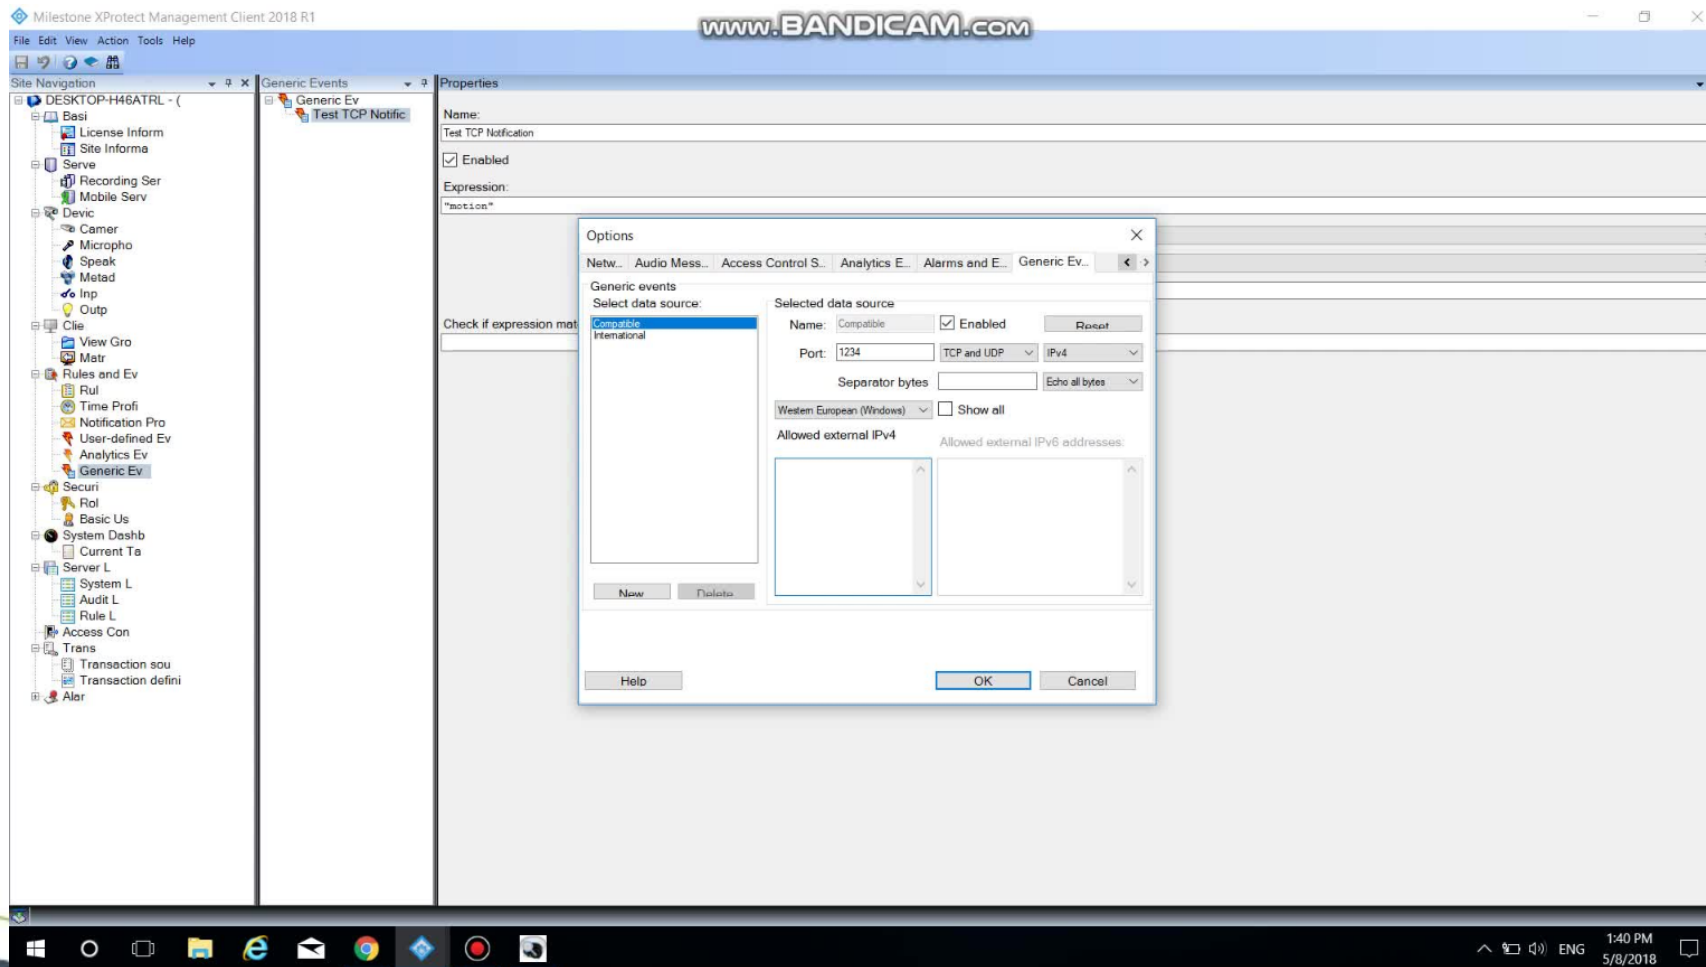 Milestone XProtect Management Client 2018 R1
www.BANDICAM.com
File Edit View Action Tools Help
Site Navigation
DESKTOP-H46ATRL - (
Basi
License Inform
Site Informa
Serve
Recording Ser
Mobile Serv
Devic
Camer
Micropho
Speak
Metad
Inp
Outp
Clie
View Gro
Matr
Rules and Ev
Rul
Time Profi
Notification Pro
User-defined Ev
Analytics Ev
Generic Ev
Securi
Rol
Basic Us
System Dashb
Current Ta
Server L
System L
Audit L
Rule L
Access Con
Trans
Transaction sou
Transaction defini
Alar
Generic Events
Generic Ev
Test TCP Notific
Properties
Name:
Test TCP Notification
Enabled
Expression:
"motion"
Check if expression mat
Options
Netw... Audio Mess... Access Control S... Analytics E... Alarms and E... Generic Ev...
Generic events
Select data source:
Compatible
International
New Delete
Selected data source
Name: Compatible Enabled Reset
Port: 1234 TCP and UDP IPv4
Separator bytes Echo all bytes
Western European (Windows) Show all
Allowed external IPv4 Allowed external IPv6 addresses:
Help OK Cancel
ENG
1:40 PM
5/8/2018